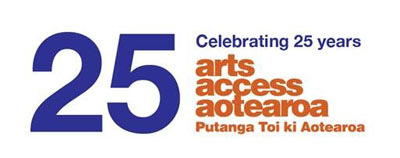 25
Celebrating 25 years
arts
access
aotearoa
Putanga Toi ki Aotearoa